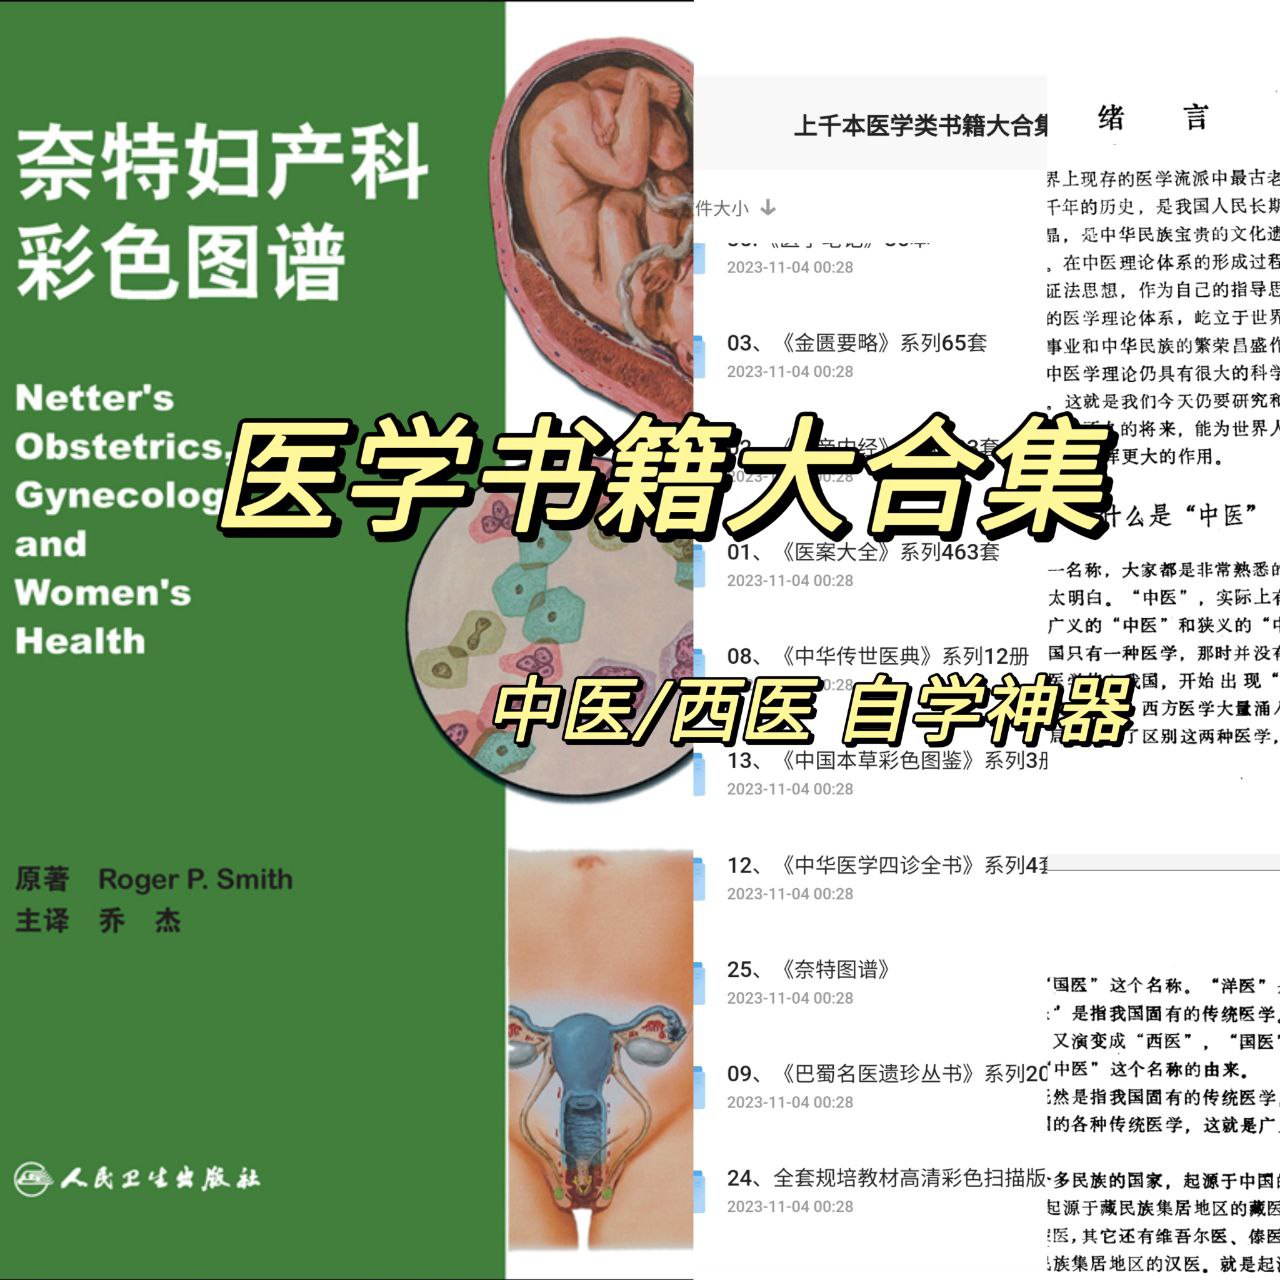 奈特妇产科
彩色图谱
Netter's
Obstetrics,
Gynecolog
and
Women's
Health
原著 Roger P. Smith
主译 乔 杰
人民卫生出版社
医学书籍大合集
中医/西医 自学神器
上千本医学类书籍大合集
件大小
2023-11-04 00:28
03、《金匮要略》系列65套
2023-11-04 00:28
01、《医案大全》系列463套
2023-11-04 00:28
08、《中华传世医典》系列12册
13、《中国本草彩色图鉴》系列3册
2023-11-04 00:28
12、《中华医学四诊全书》系列4套
2023-11-04 00:28
25、《奈特图谱》
2023-11-04 00:28
09、《巴蜀名医遗珍丛书》系列20
2023-11-04 00:28
24、全套规培教材高清彩色扫描版
2023-11-04 00:28
绪 言
界上现存的医学流派中最古老
千年的历史，是我国人民长期
晶，是中华民族宝贵的文化遗
。在中医理论体系的形成过程
证法思想，作为自己的指导思
的医学理论体系，屹立于世界
事业和中华民族的繁荣昌盛作
中医学理论仍具有很大的科学
。这就是我们今天仍要研究和
的将来，能为世界人
更大的作用。
什么是“中医”
一名称，大家都是非常熟悉的
太明白。“中医”，实际上有
广义的“中医”和狭义的“中
国只有一种医学，那时并没有
我国，开始出现“
西方医学大量涌入
了区别这两种医学，
“国医”这个名称。“洋医”
”是指我国固有的传统医学。
又演变成“西医”，“国医”
“中医”这个名称的由来。
然是指我国固有的传统医学，
的各种传统医学，这就是广
多民族的国家，起源于中国的
起源于藏民族集居地区的藏医
医，其它还有维吾尔医、傣医
民族集居地区的汉医。就是起源